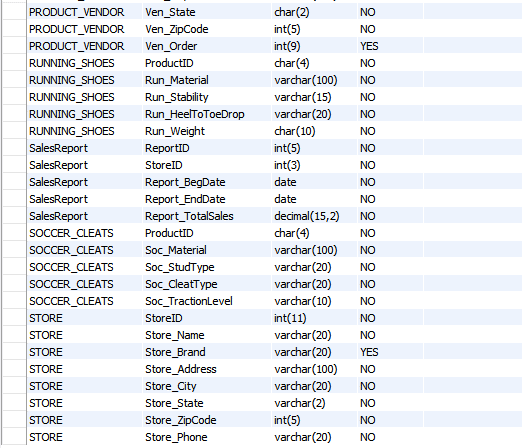 PRODUCT_VENDOR Ven_State char(2) NO
PRODUCT_VENDOR Ven_ZipCode int(5) NO
PRODUCT_VENDOR Ven_Order int(9) YES
RUNNING_SHOES ProductID char(4) NO
RUNNING_SHOES Run_Material varchar(100) NO
RUNNING_SHOES Run_Stability varchar(15) NO
RUNNING_SHOES Run_HeelToToeDrop varchar(20) NO
RUNNING_SHOES Run_Weight char(10) NO
SalesReport ReportID int(5) NO
SalesReport StoreID int(3) NO
SalesReport Report_BegDate date NO
SalesReport Report_EndDate date NO
SalesReport Report_TotalSales decimal(15,2) NO
SOCCER_CLEATS ProductID char(4) NO
SOCCER_CLEATS Soc_Material varchar(100) NO
SOCCER_CLEATS Soc_StudType varchar(20) NO
SOCCER_CLEATS Soc_CleatType varchar(20) NO
SOCCER_CLEATS Soc_TractionLevel varchar(10) NO
STORE StoreID int(11) NO
STORE Store_Name varchar(20) NO
STORE Store_Brand varchar(20) YES
STORE Store_Address varchar(100) NO
STORE Store_City varchar(20) NO
STORE Store_State varchar(2) NO
STORE Store_ZipCode int(5) NO
STORE Store_Phone varchar(20) NO